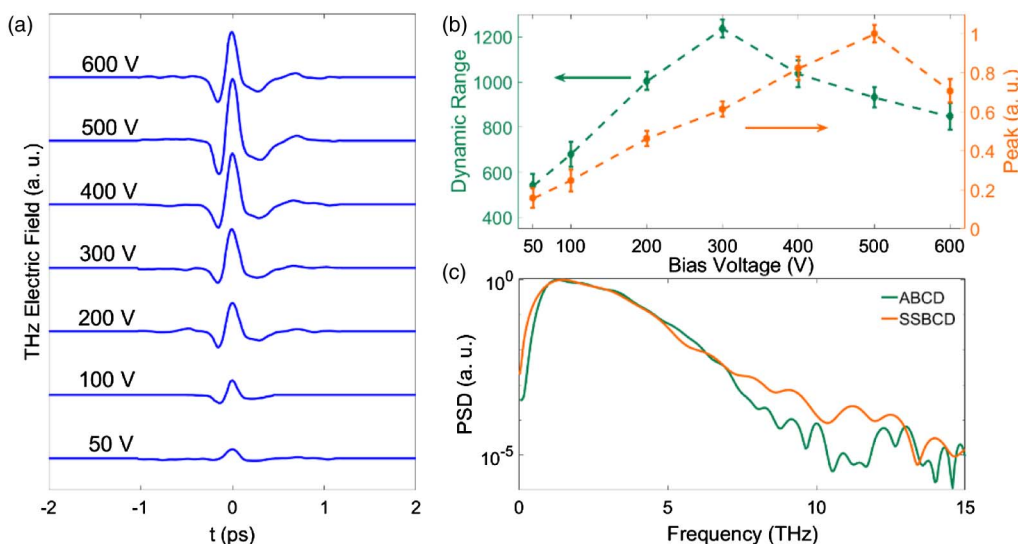 (a)
THz Electric Field (a. u.)
600 V
500 V
400 V
300 V
200 V
100 V
50 V
-2 -1 0 1 2
t (ps)
(b)
Dynamic Range
1200
1000
800
600
400
1
0.8
0.6
0.4
0.2
0
Peak (a. u.)
50 100 200 300 400 500 600
Bias Voltage (V)
(c)
PSD (a. u.)
10^0
10^-5
ABCD
SSBCD
0 5 10 15
Frequency (THz)